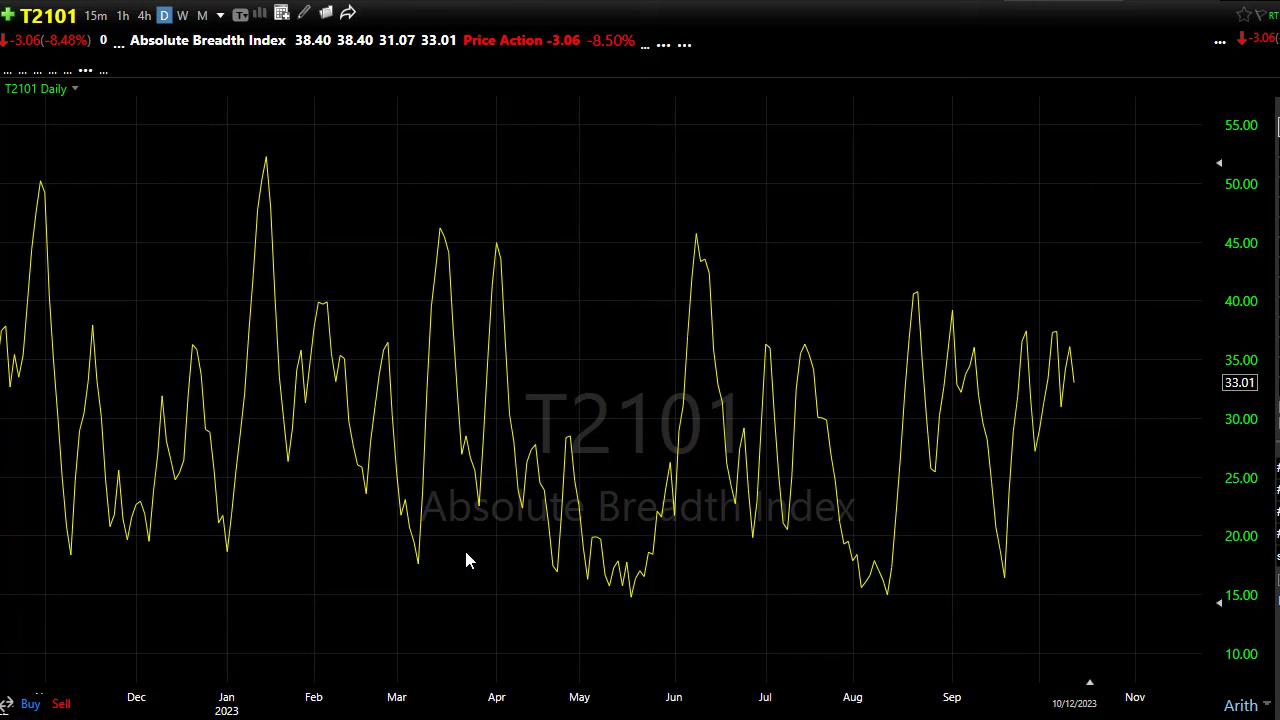 T2101 15m 1h 4h D W M T RT
-3.06(-8.48%) 0 ... Absolute Breadth Index 38.40 38.40 31.07 33.01 Price Action -3.06 -8.50% ... ... ... ... -3.06(
... ... ... ... ... ... ...
T2101 Daily
55.00
50.00
45.00
40.00
35.00
33.01
T2101
30.00
25.00
Absolute Breadth Index
20.00
15.00
10.00
Dec Jan Feb Mar Apr May Jun Jul Aug Sep Nov
Buy Sell 2023 10/12/2023 Arith